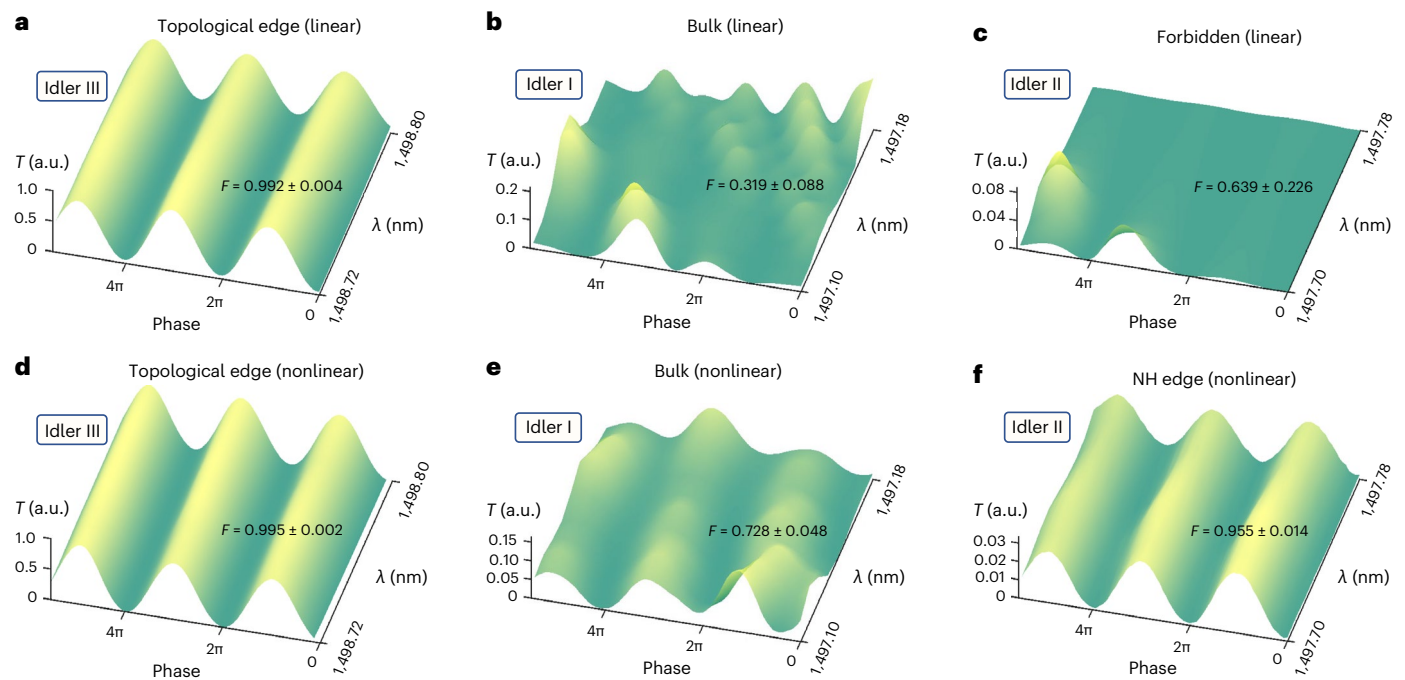 a
Topological edge (linear)
Idler III
T (a.u.)
1.0
0.5
0
F = 0.992 ± 0.004
1,498.80
λ (nm)
1,498.72
4π
2π
0
Phase
b
Bulk (linear)
Idler I
T (a.u.)
0.2
0.1
0
F = 0.319 ± 0.088
1,497.18
λ (nm)
1,497.10
4π
2π
0
Phase
c
Forbidden (linear)
Idler II
T (a.u.)
0.08
0.04
0
F = 0.639 ± 0.226
1,497.78
λ (nm)
1,497.70
4π
2π
0
Phase
d
Topological edge (nonlinear)
Idler III
T (a.u.)
1.0
0.5
0
F = 0.995 ± 0.002
1,498.80
λ (nm)
1,498.72
4π
2π
0
Phase
e
Bulk (nonlinear)
Idler I
T (a.u.)
0.15
0.10
0.05
0
F = 0.728 ± 0.048
1,497.18
λ (nm)
1,497.10
4π
2π
0
Phase
f
NH edge (nonlinear)
Idler II
T (a.u.)
0.03
0.02
0.01
0
F = 0.955 ± 0.014
1,497.78
λ (nm)
1,497.70
4π
2π
0
Phase